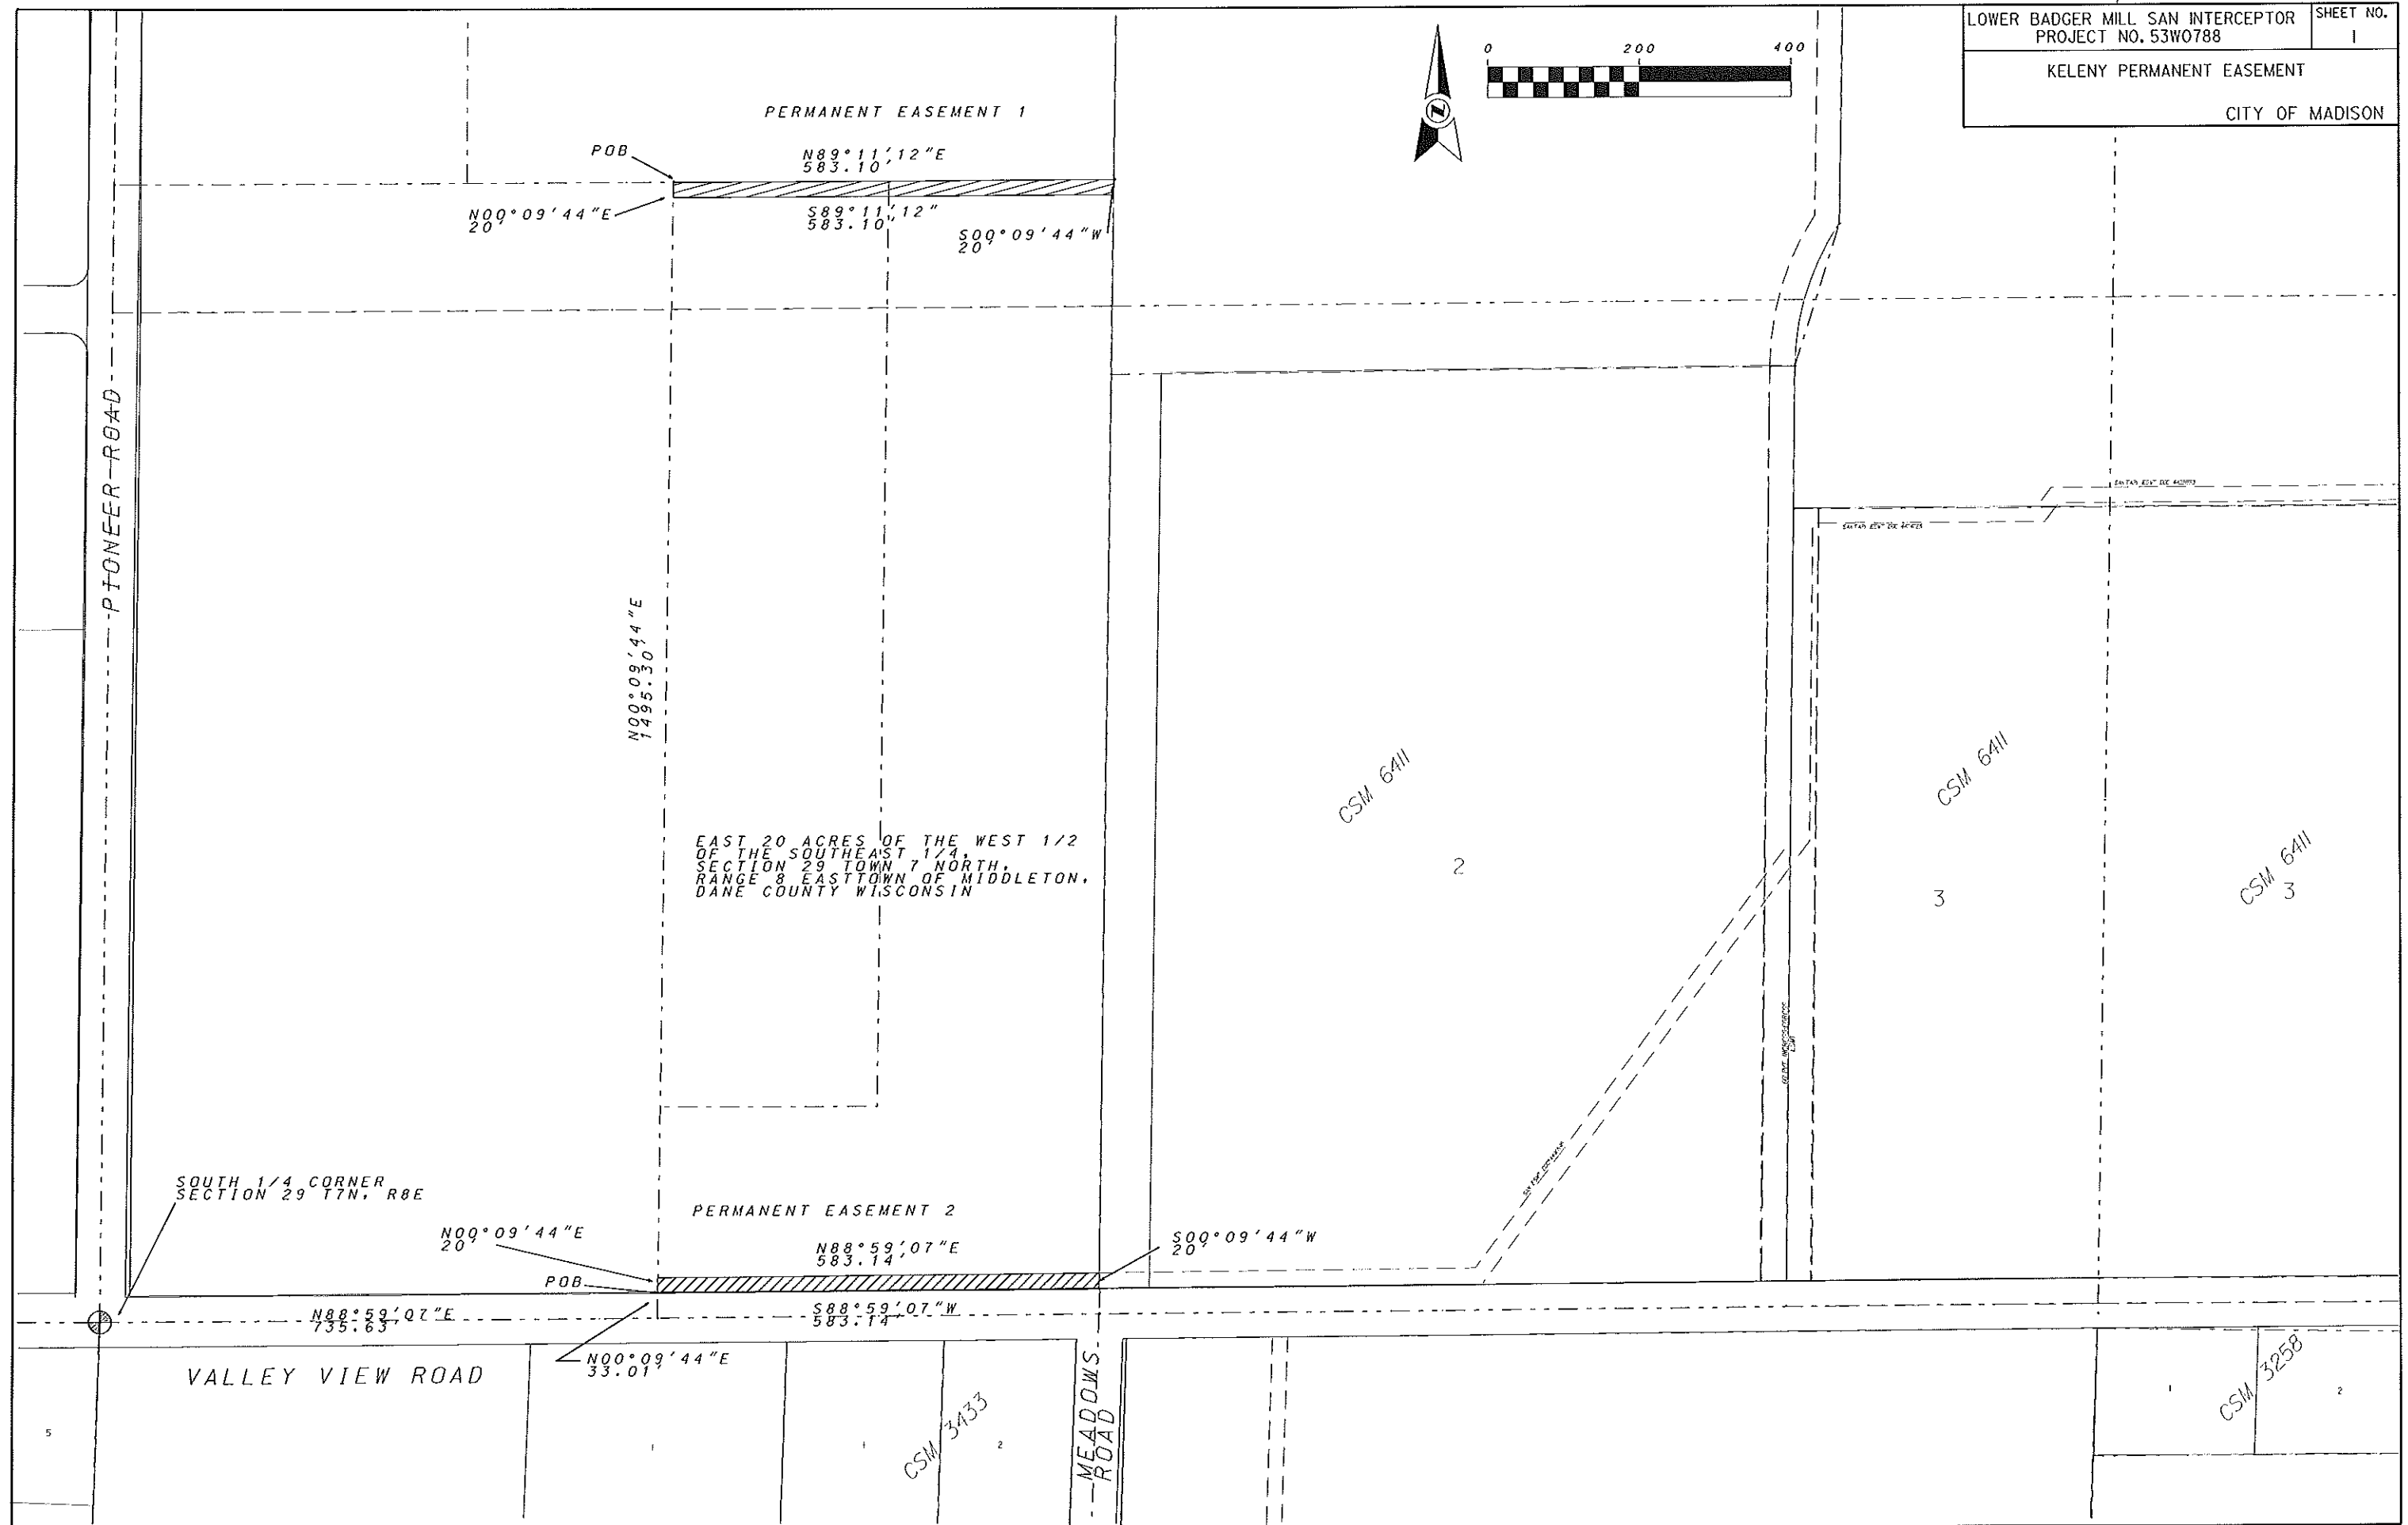 LOWER BADGER MILL SAN INTERCEPTOR
PROJECT NO. 53W0788
SHEET NO.
1
KELENY PERMANENT EASEMENT
CITY OF MADISON
0 200 400
N
PERMANENT EASEMENT 1
POB
N89°11'12"E
583.10'
N00°09'44"E
20'
S89°11'12"
583.10'
S00°09'44"W
20'
PIONEER ROAD
N00°09'44"E
1495.30'
EAST 20 ACRES OF THE WEST 1/2
OF THE SOUTHEAST 1/4,
SECTION 29 TOWN 7 NORTH,
RANGE 8 EASTTOWN OF MIDDLETON,
DANE COUNTY WISCONSIN
CSM 6411
2
CSM 6411
3
CSM 6411
3
SOUTH 1/4 CORNER
SECTION 29 T7N, R8E
PERMANENT EASEMENT 2
N00°09'44"E
20'
N88°59'07"E
583.14'
S00°09'44"W
20'
POB
N88°59'07"E
735.63'
S88°59'07"W
583.14'
N00°09'44"E
33.01'
VALLEY VIEW ROAD
MEADOWS
ROAD
5
1
1
CSM 3433
2
1
CSM 3258
2